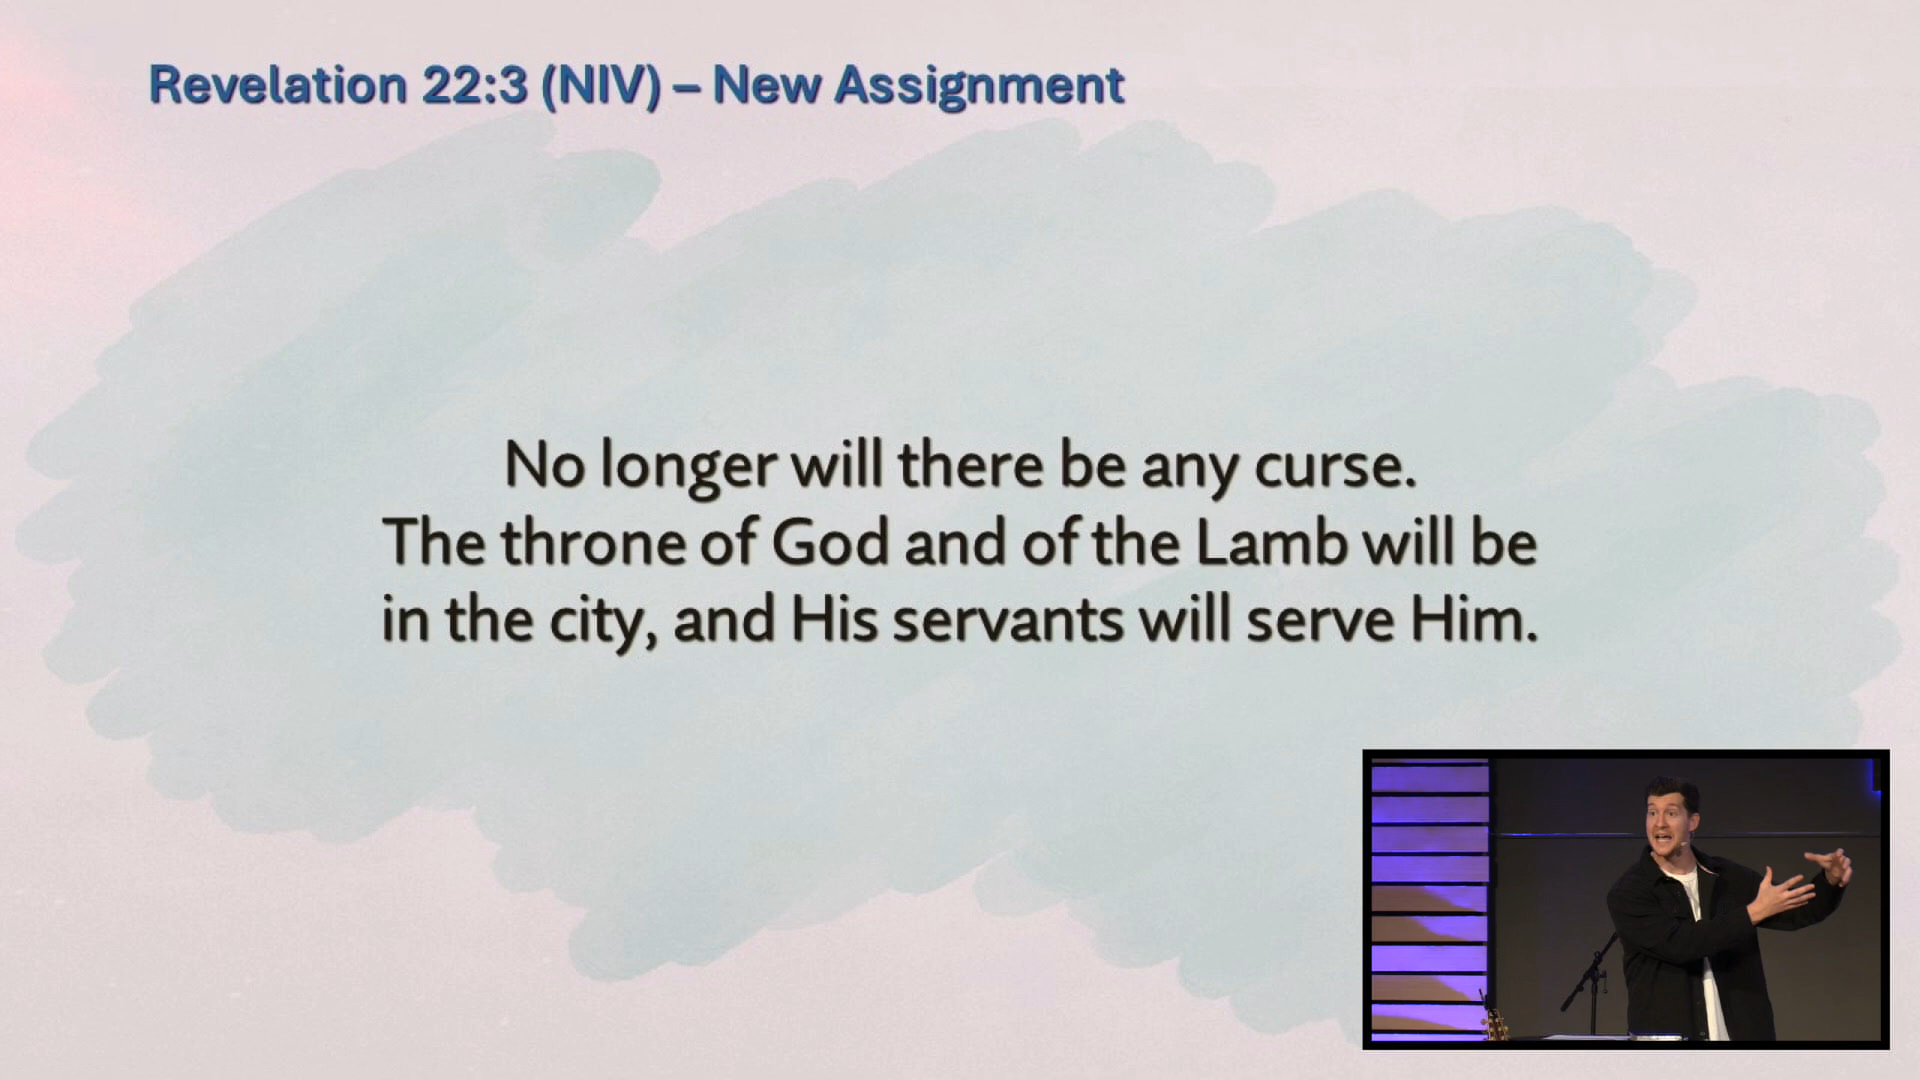 Revelation 22:3 (NIV) – New Assignment
No longer will there be any curse.
The throne of God and of the Lamb will be
in the city, and His servants will serve Him.